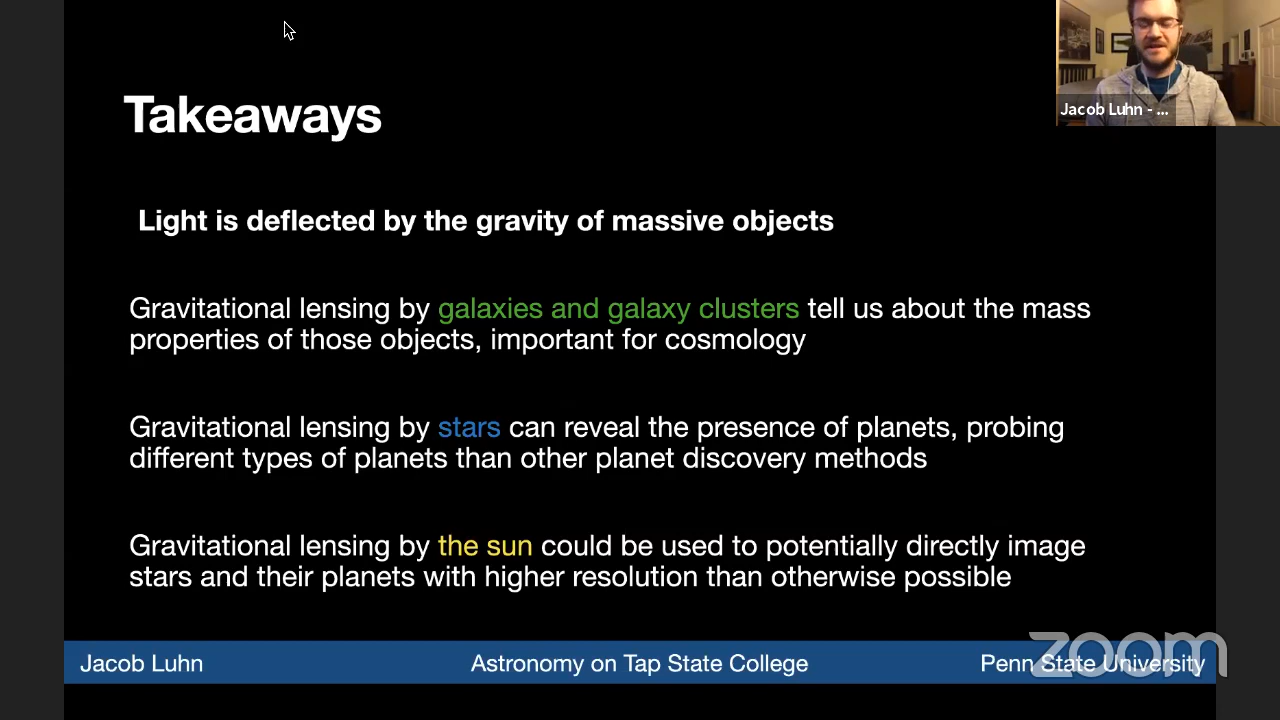 Takeaways
Jacob Luhn - ...
Light is deflected by the gravity of massive objects
Gravitational lensing by galaxies and galaxy clusters tell us about the mass
properties of those objects, important for cosmology
Gravitational lensing by stars can reveal the presence of planets, probing
different types of planets than other planet discovery methods
Gravitational lensing by the sun could be used to potentially directly image
stars and their planets with higher resolution than otherwise possible
Jacob Luhn
Astronomy on Tap State College
Penn State University
zoom